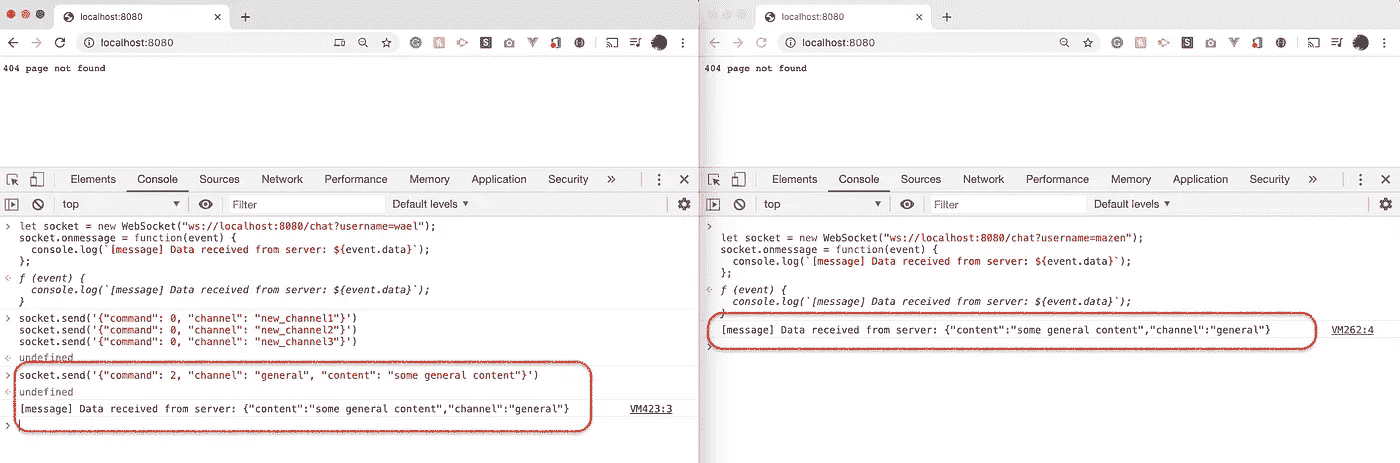 localhost:8080
localhost:8080
404 page not found
Elements Console Sources Network Performance Memory Application Security »
top Filter Default levels
let socket = new WebSocket("ws://localhost:8080/chat?username=wael");
socket.onmessage = function(event) {
console.log(`[message] Data received from server: ${event.data}`);
};
ƒ (event) {
console.log(`[message] Data received from server: ${event.data}`);
}
socket.send('{"command": 0, "channel": "new_channel1"}')
socket.send('{"command": 0, "channel": "new_channel2"}')
socket.send('{"command": 0, "channel": "new_channel3"}')
undefined
socket.send('{"command": 2, "channel": "general", "content": "some general content"}')
undefined
[message] Data received from server: {"content":"some general content","channel":"general"} VM423:3
localhost:8080
localhost:8080
404 page not found
Elements Console Sources Network Performance Memory Application Security »
top Filter Default levels
let socket = new WebSocket("ws://localhost:8080/chat?username=mazen");
socket.onmessage = function(event) {
console.log(`[message] Data received from server: ${event.data}`);
};
ƒ (event) {
console.log(`[message] Data received from server: ${event.data}`);
}
[message] Data received from server: {"content":"some general content","channel":"general"} VM262:4